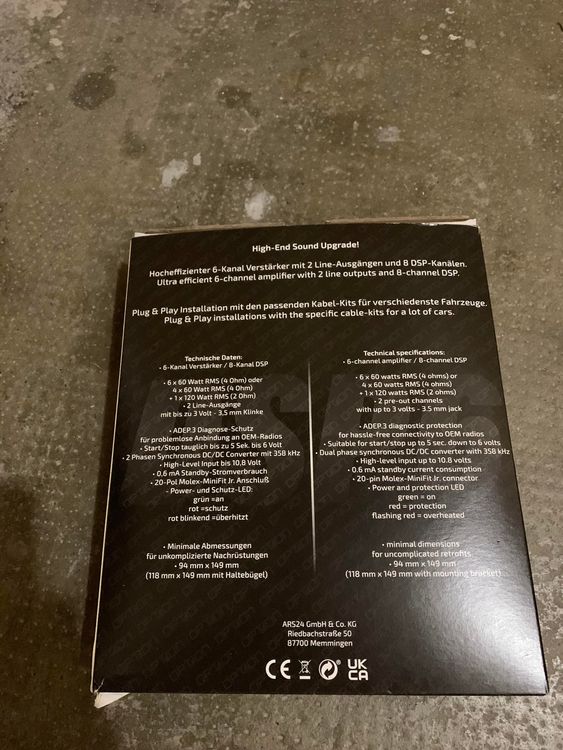 High-End Sound Upgrade!
Hocheffizienter 6-Kanal Verstärker mit 2 Line-Ausgängen und 8 DSP-Kanälen.
Ultra efficient 6-channel amplifier with 2 line outputs and 8-channel DSP.
Plug & Play Installation mit den passenden Kabel-Kits für verschiedenste Fahrzeuge.
Plug & Play installations with the specific cable-kits for a lot of cars.
Technische Daten:
• 6-Kanal Verstärker / 8-Kanal DSP
• 6 x 60 Watt RMS (4 Ohm) oder
4 x 60 Watt RMS (4 Ohm)
+ 1 x 120 Watt RMS (2 Ohm)
• 2 Line-Ausgänge
mit bis zu 3 Volt - 3,5 mm Klinke
• ADEP.3 Diagnose-Schutz
für problemlose Anbindung an OEM-Radios
• Start/Stop tauglich bis zu 5 Sek. bis 6 Volt
• 2 Phasen Synchronous DC/DC Converter mit 358 kHz
• High-Level Input bis 10,8 Volt
• 0,6 mA Standby-Stromverbrauch
• 20-Pol Molex-MiniFit Jr. Anschluß
- Power- und Schutz-LED:
grün =an
rot =schutz
rot blinkend =überhitzt
• Minimale Abmessungen
für unkomplizierte Nachrüstungen
• 94 mm x 149 mm
(118 mm x 149 mm mit Haltebügel)
Technical specifications:
• 6-channel amplifier / 8-channel DSP
• 6 x 60 watts RMS (4 ohms) or
4 x 60 watts RMS (4 ohms)
+ 1 x 120 watts RMS (2 ohms)
• 2 pre-out channels
with up to 3 volts - 3.5 mm jack
• ADEP.3 diagnostic protection
for hassle-free connectivity to OEM radios
• Suitable for start/stop up to 5 sec. down to 6 volts
• Dual phase synchronous DC/DC converter with 358 kHz
• High-level input up to 10.8 volts
• 0.6 mA standby current consumption
• 20-pin Molex-MiniFit Jr. connector
• Power and protection LED
green = on
red = protection
flashing red = overheated
• minimal dimensions
for uncomplicated retrofits
• 94 mm x 149 mm
(118 mm x 149 mm with mounting bracket)
ARS24 GmbH & Co. KG
Riedbachstraße 50
87700 Memmingen
CE UK
CA